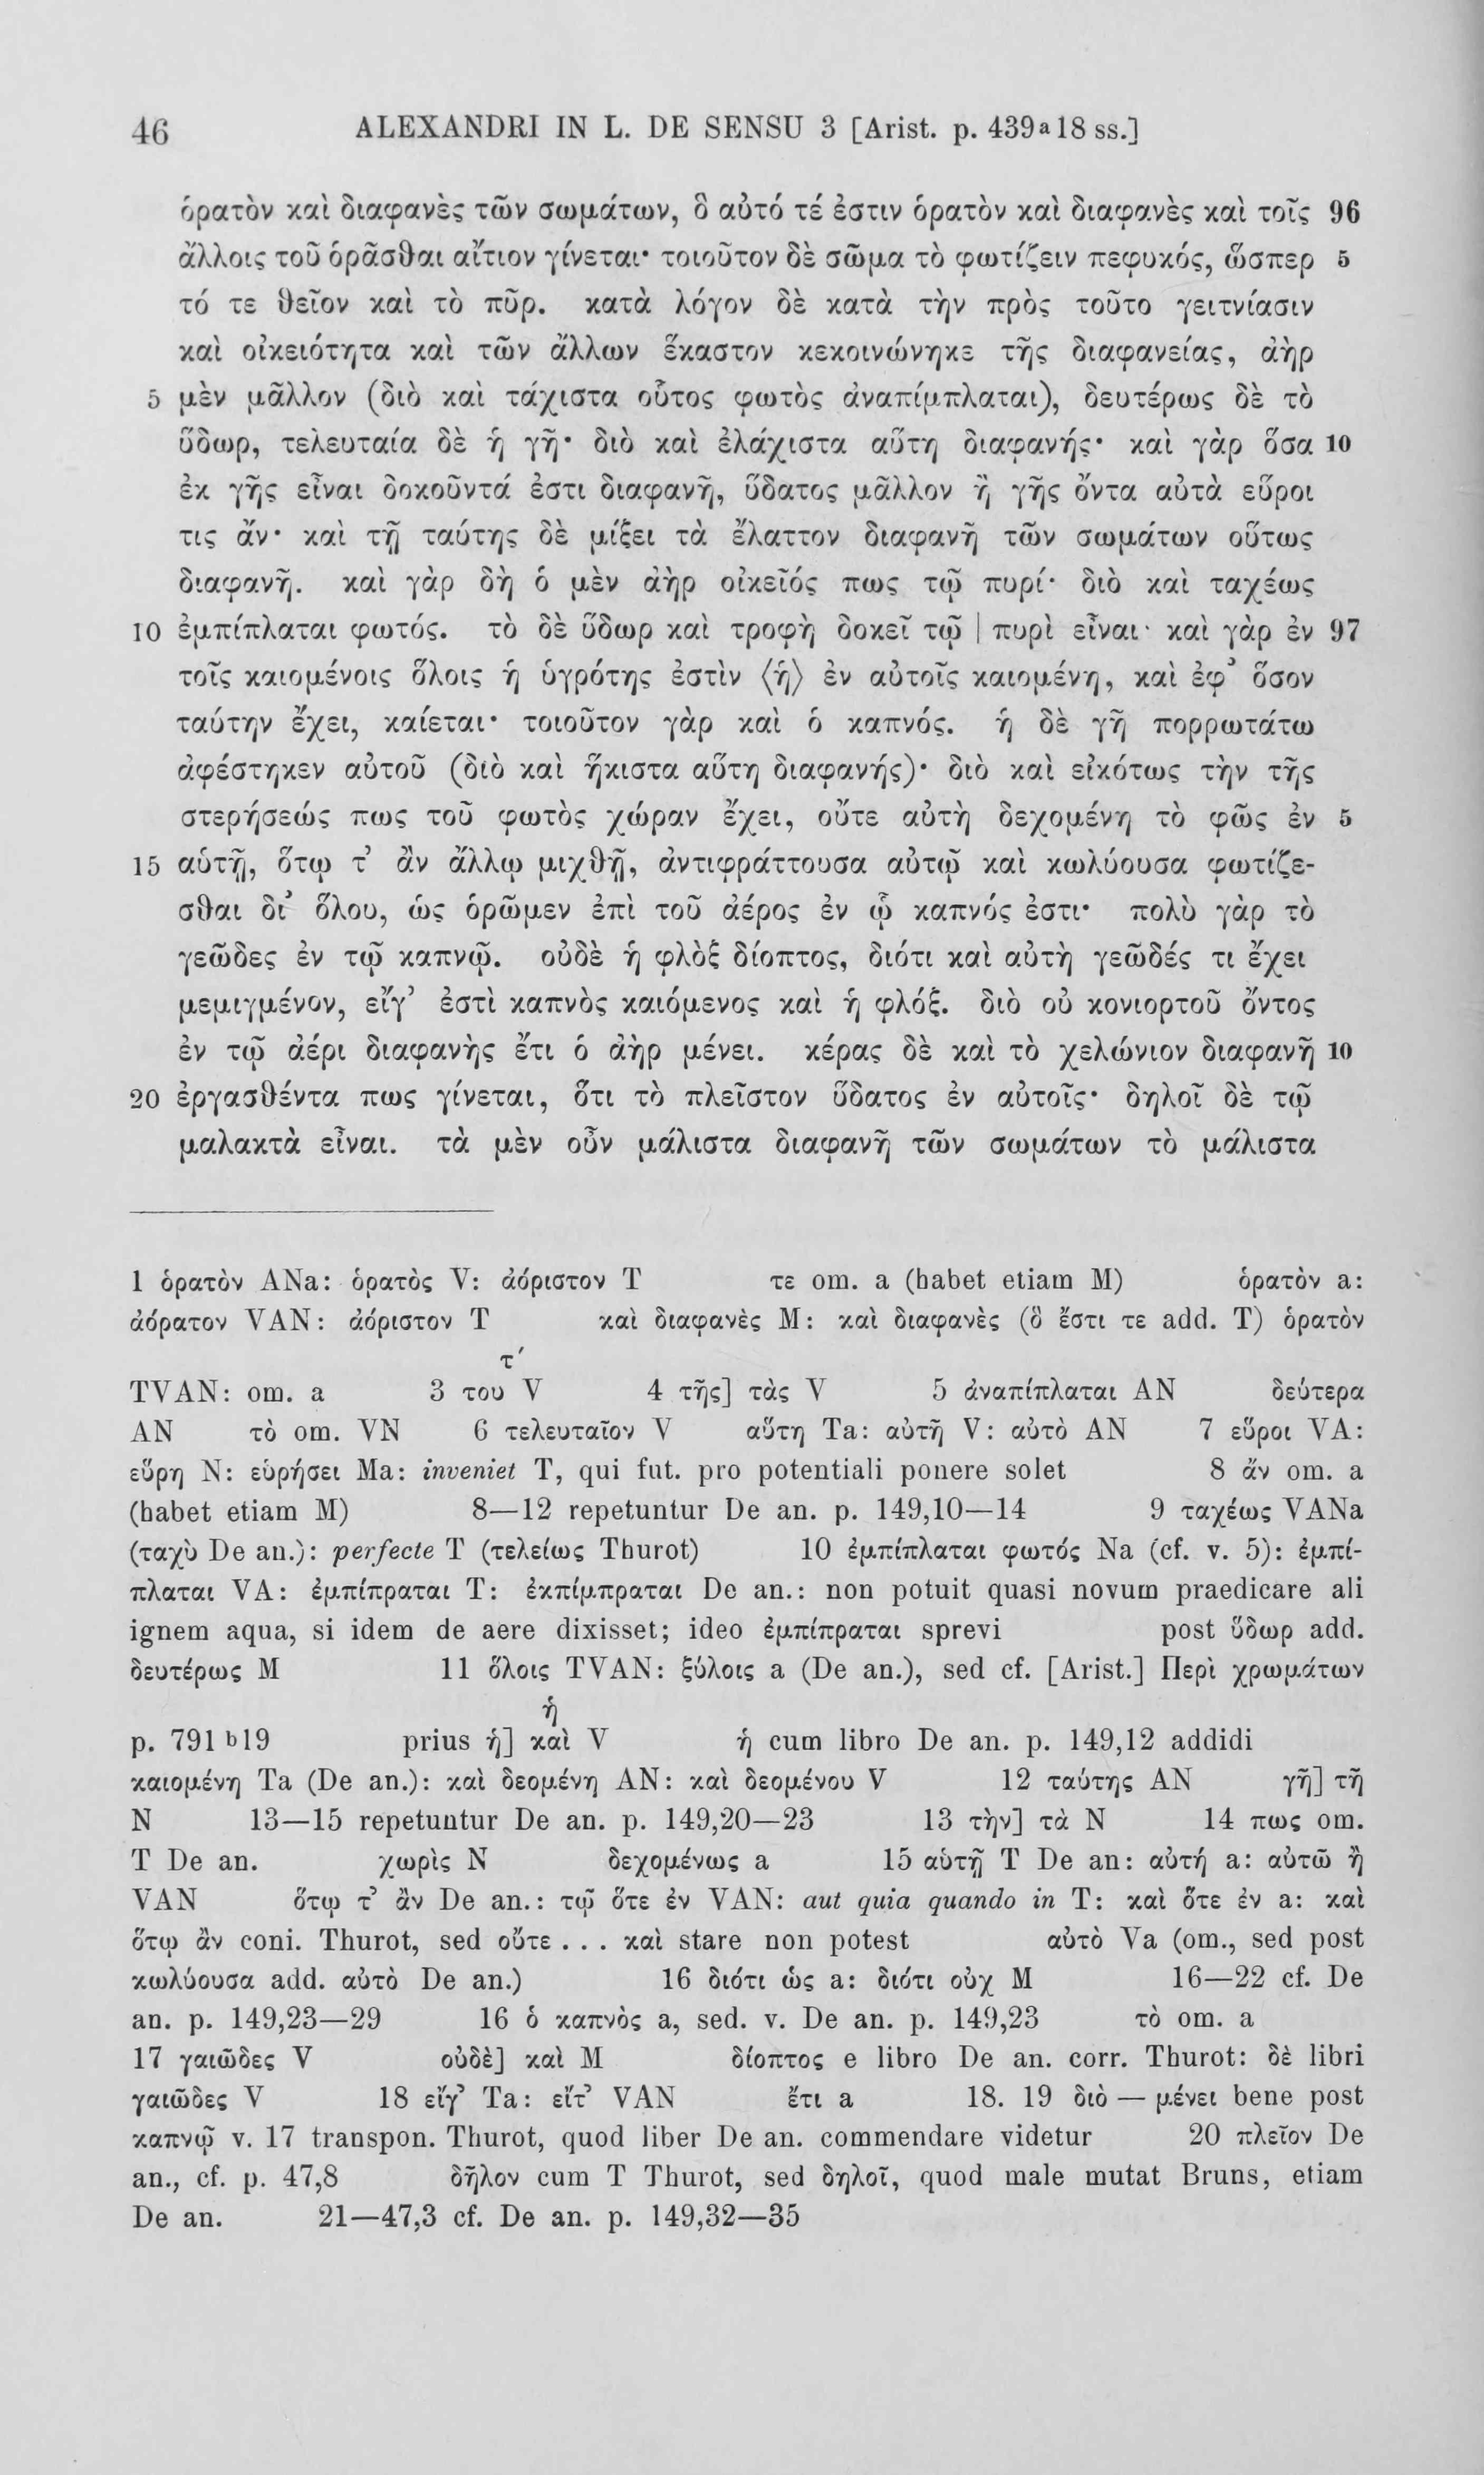 46 ALEXANDRI IN L. DE SENSU 3 [Arist. p. 439a18 ss.]
ὁρατὸν καὶ διαφανὲς τῶν σωμάτων, ὃ αὐτό τέ ἐστιν ὁρατὸν καὶ διαφανὲς καὶ τοῖς 96
ἄλλοις τοῦ ὁρᾶσθαι αἴτιον γίνεται· τοιοῦτον δὲ σῶμα τὸ φωτίζειν πεφυκός, ὥσπερ 5
τό τε θεῖον καὶ τὸ πῦρ. κατὰ λόγον δὲ κατὰ τὴν πρὸς τοῦτο γειτνίασιν
καὶ οἰκειότητα καὶ τῶν ἄλλων ἕκαστον κεκοινώνηκε τῆς διαφανείας, ἀὴρ
5 μὲν μᾶλλον (διὸ καὶ τάχιστα οὗτος φωτὸς ἀναπίμπλαται), δευτέρως δὲ τὸ
ὕδωρ, τελευταία δὲ ἡ γῆ· διὸ καὶ ἐλάχιστα αὕτη διαφανής· καὶ γὰρ ὅσα 10
ἐκ γῆς εἶναι δοκοῦντά ἐστι διαφανῆ, ὕδατος μᾶλλον ἢ γῆς ὄντα αὐτὰ εὕροι
τις ἄν· καὶ τῇ ταύτης δὲ μίξει τὰ ἔλαττον διαφανῆ τῶν σωμάτων οὕτως
διαφανῆ. καὶ γὰρ δὴ ὁ μὲν ἀὴρ οἰκεῖός πως τῷ πυρί· διὸ καὶ ταχέως
10 ἐμπίπλαται φωτός. τὸ δὲ ὕδωρ καὶ τροφὴ δοκεῖ τῷ | πυρὶ εἶναι· καὶ γὰρ ἐν 97
τοῖς καιομένοις ὅλοις ἡ ὑγρότης ἐστὶν ⟨ἡ⟩ ἐν αὐτοῖς καιομένη, καὶ ἐφ’ ὅσον
ταύτην ἔχει, καίεται· τοιοῦτον γὰρ καὶ ὁ καπνός. ἡ δὲ γῆ πορρωτάτω
ἀφέστηκεν αὐτοῦ (διὸ καὶ ἥκιστα αὕτη διαφανής)· διὸ καὶ εἰκότως τὴν τῆς
στερήσεώς πως τοῦ φωτὸς χώραν ἔχει, οὔτε αὐτὴ δεχομένη τὸ φῶς ἐν 5
15 αὑτῇ, ὅτῳ τ’ ἂν ἄλλῳ μιχθῇ, ἀντιφράττουσα αὐτῷ καὶ κωλύουσα φωτίζε-
σθαι δι’ ὅλου, ὡς ὁρῶμεν ἐπὶ τοῦ ἀέρος ἐν ᾧ καπνός ἐστι· πολὺ γὰρ τὸ
γεῶδες ἐν τῷ καπνῷ. οὐδὲ ἡ φλὸξ δίοπτος, διότι καὶ αὐτὴ γεῶδές τι ἔχει
μεμιγμένον, εἴγ’ ἐστὶ καπνὸς καιόμενος καὶ ἡ φλόξ. διὸ οὐ κονιορτοῦ ὄντος
ἐν τῷ ἀέρι διαφανὴς ἔτι ὁ ἀὴρ μένει. κέρας δὲ καὶ τὸ χελώνιον διαφανῆ 10
20 ἐργασθέντα πως γίνεται, ὅτι τὸ πλεῖστον ὕδατος ἐν αὐτοῖς· δηλοῖ δὲ τῷ
μαλακτὰ εἶναι. τὰ μὲν οὖν μάλιστα διαφανῆ τῶν σωμάτων τὸ μάλιστα
1 ὁρατὸν ANa: ὁρατὸς V: ἀόριστον T τε om. a (habet etiam M) ὁρατὸν a:
ἀόρατον VAN: ἀόριστον T καὶ διαφανὲς M: καὶ διαφανὲς (ὅ ἔστι τε add. T) ὁρατὸν
τ´
TVAN: om. a 3 του V 4 τῆς] τὰς V 5 ἀναπίπλαται AN δεύτερα
AN τὸ om. VN 6 τελευταῖον V αὕτη Ta: αὐτῆ V: αὐτὸ AN 7 εὕροι VA:
εὕρη N: εὑρήσει Ma: inveniet T, qui fut. pro potentiali ponere solet 8 ἄν om. a
(habet etiam M) 8—12 repetuntur De an. p. 149,10—14 9 ταχέως VANa
(ταχὺ De an.): perfecte T (τελείως Thurot) 10 ἐμπίπλαται φωτός Na (cf. v. 5): ἐμπί-
πλαται VA: ἐμπίπραται T: ἐκπίμπραται De an.: non potuit quasi novum praedicare ali
ignem aqua, si idem de aere dixisset; ideo ἐμπίπραται sprevi post ὕδωρ add.
δευτέρως M 11 ὅλοις TVAN: ξύλοις a (De an.), sed cf. [Arist.] Περὶ χρωμάτων
ἡ
p. 791b19 prius ἡ] καὶ V ἡ cum libro De an. p. 149,12 addidi
καιομένη Ta (De an.): καὶ δεομένη AN: καὶ δεομένου V 12 ταύτης AN γῆ] τῆ
N 13—15 repetuntur De an. p. 149,20—23 13 τὴν] τὰ N 14 πως om.
T De an. χωρὶς N δεχομένως a 15 αὑτῇ T De an: αὐτή a: αὐτῶ ἢ
VAN ὅτῳ τ’ ἂν De an.: τῷ ὅτε ἐν VAN: aut quia quando in T: καὶ ὅτε ἐν a: καὶ
ὅτῳ ἂν coni. Thurot, sed οὔτε . . . καὶ stare non potest αὐτὸ Va (om., sed post
κωλύουσα add. αὐτὸ De an.) 16 διότι ὡς a: διότι οὐχ M 16—22 cf. De
an. p. 149,23—29 16 ὁ καπνὸς a, sed. v. De an. p. 149,23 τὸ om. a
17 γαιῶδες V οὐδὲ] καὶ M δίοπτος e libro De an. corr. Thurot: δὲ libri
γαιῶδες V 18 εἴγ’ Ta: εἴτ’ VAN ἔτι a 18. 19 διὸ — μένει bene post
καπνῷ v. 17 transpon. Thurot, quod liber De an. commendare videtur 20 πλεῖον De
an., cf. p. 47,8 δῆλον cum T Thurot, sed δηλοῖ, quod male mutat Bruns, etiam
De an. 21—47,3 cf. De an. p. 149,32—35